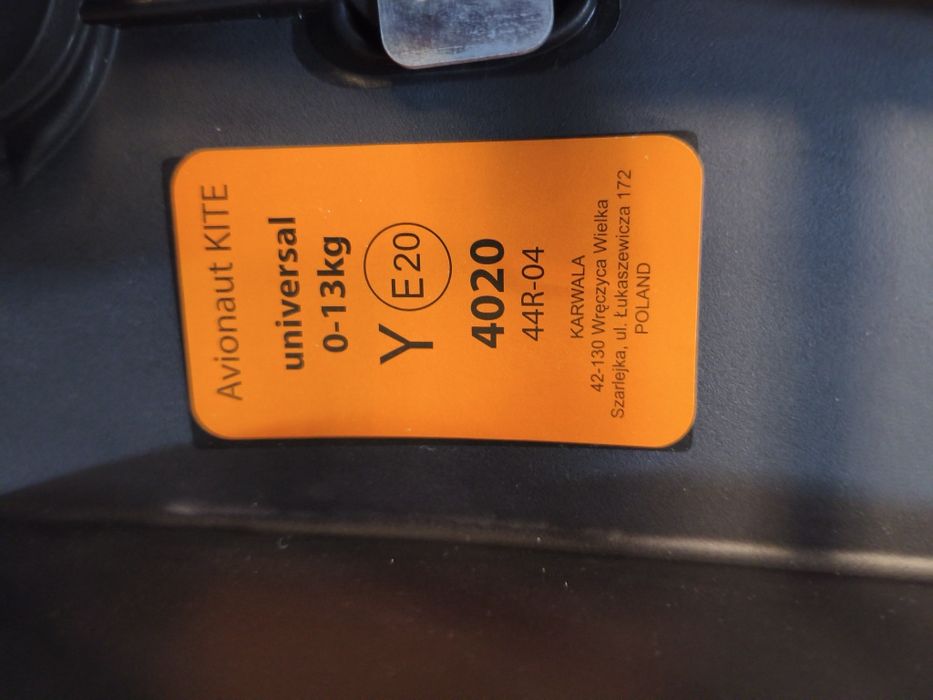 Avionaut KITE
universal
0-13kg
Y E20
4020
44R-04
KARWALA
42-130 Wręczyca Wielka
Szarlejka, ul. Łukaszewicza 172
POLAND